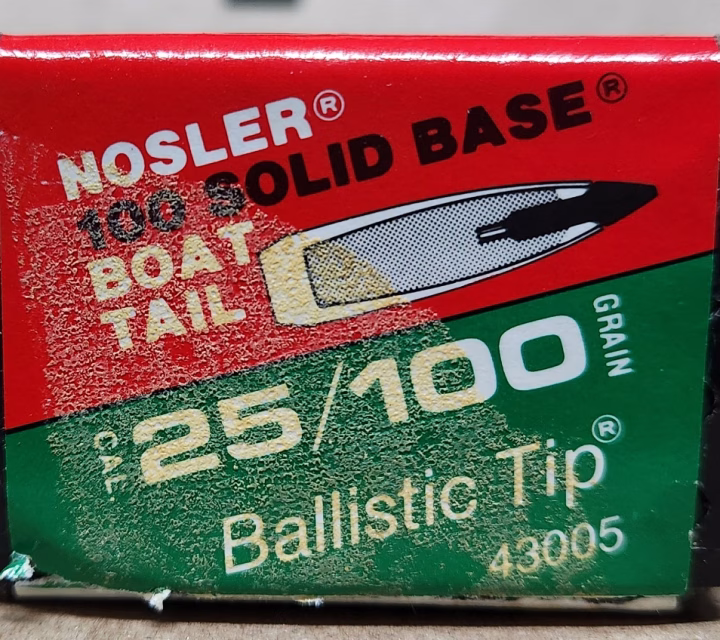 NOSLER®
100 SOLID BASE®
BOAT
TAIL
CAL 25/100 GRAIN
Ballistic Tip®
43005